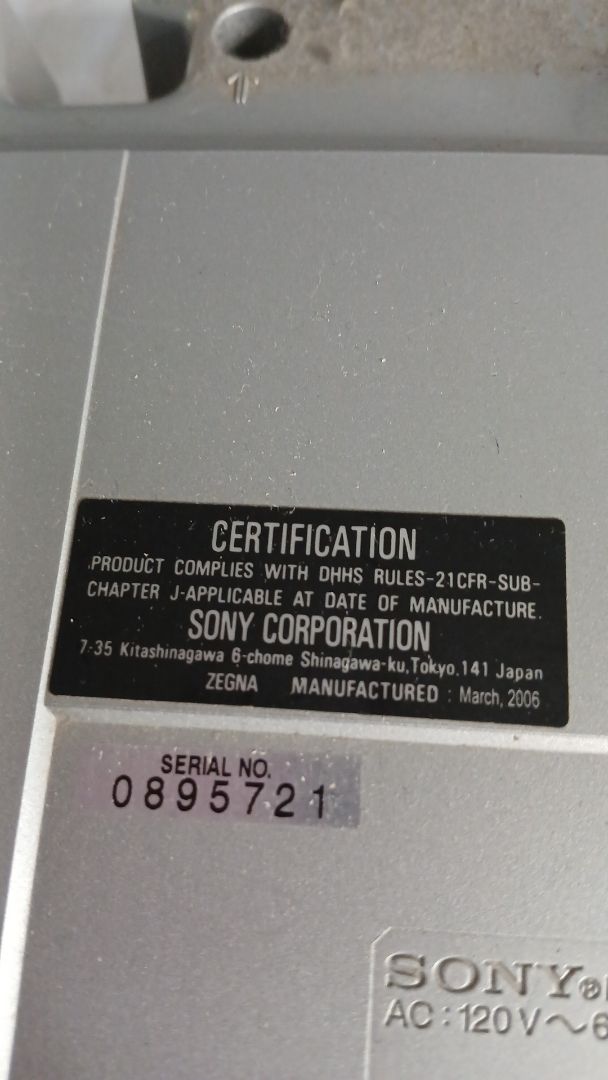 CERTIFICATION
PRODUCT COMPLIES WITH DHHS RULES-21CFR-SUB-
CHAPTER J-APPLICABLE AT DATE OF MANUFACTURE.
SONY CORPORATION
7-35 Kitashinagawa 6-chome Shinagawa-ku,Tokyo.141 Japan
ZEGNA MANUFACTURED : March, 2006
SERIAL NO.
0895721
SONY®
AC:120V~6